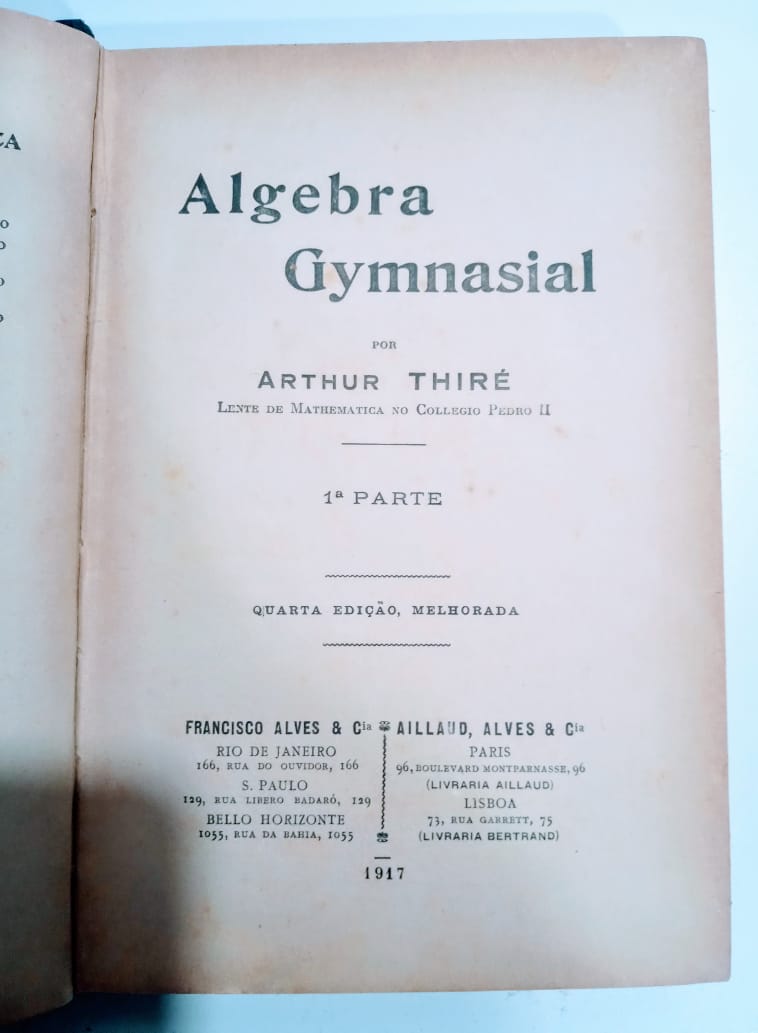 Algebra
Gymnasial
POR
ARTHUR THIRÉ
LENTE DE MATHEMATICA NO COLLEGIO PEDRO II
1ª PARTE
QUARTA EDIÇÃO, MELHORADA
FRANCISCO ALVES & Cia
RIO DE JANEIRO
166, RUA DO OUVIDOR, 166
S. PAULO
129, RUA LIBERO BADARÓ, 129
BELLO HORIZONTE
1055, RUA DA BAHIA, 1055
AILLAUD, ALVES & Cia
PARIS
96, BOULEVARD MONTPARNASSE, 96
(LIVRARIA AILLAUD)
LISBOA
73, RUA GARRETT, 75
(LIVRARIA BERTRAND)
1917